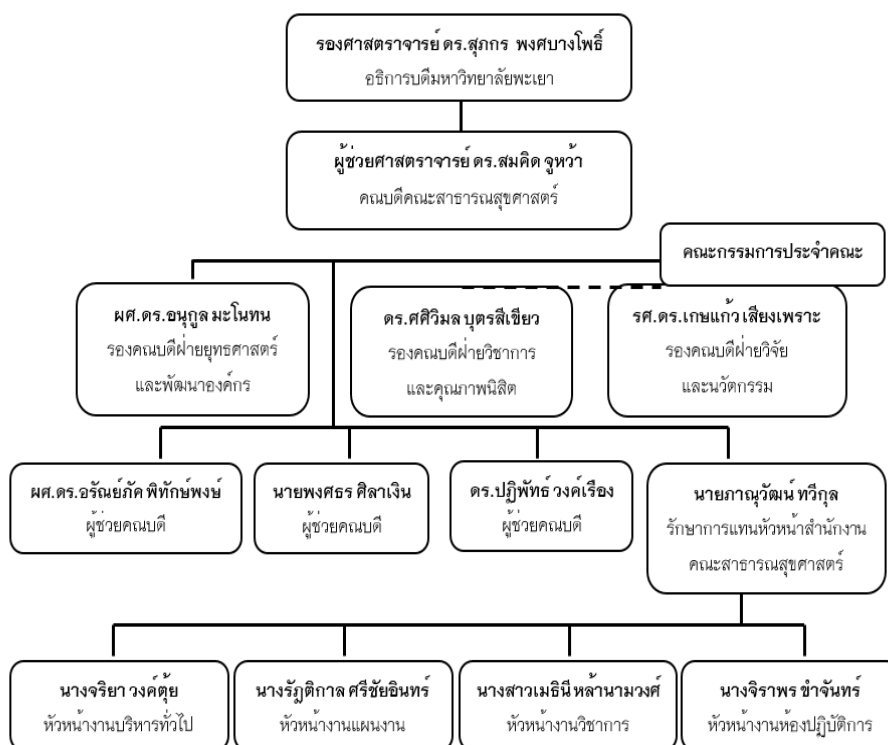 รองศาสตราจารย์ ดร.สุภกร พงศบางโพธิ์
อธิการบดีมหาวิทยาลัยพะเยา
ผู้ช่วยศาสตราจารย์ ดร.สมคิด จูหว้า
คณบดีคณะสาธารณสุขศาสตร์
คณะกรรมการประจำคณะ
ผศ.ดร.อนุกูล มะโนทน
รองคณบดีฝ่ายยุทธศาสตร์
และพัฒนาองค์กร
ดร.ศศิวิมล บุตรสีเขียว
รองคณบดีฝ่ายวิชาการ
และคุณภาพนิสิต
รศ.ดร.เกษแก้ว เสียงเพราะ
รองคณบดีฝ่ายวิจัย
และนวัตกรรม
ผศ.ดร.อรัณย์ภัค พิทักษ์พงษ์
ผู้ช่วยคณบดี
นายพงศธร ศิลาเงิน
ผู้ช่วยคณบดี
ดร.ปฏิพัทธ์ วงค์เรือง
ผู้ช่วยคณบดี
นายภาณุวัฒน์ ทวีกุล
รักษาการแทนหัวหน้าสำนักงาน
คณะสาธารณสุขศาสตร์
นางจริยา วงค์ตุ้ย
หัวหน้างานบริหารทั่วไป
นางรัฎติกาล ศรีชัยอินทร์
หัวหน้างานแผนงาน
นางสาวเมธินี หล้านามวงศ์
หัวหน้างานวิชาการ
นางจิราพร ขำจันทร์
หัวหน้างานห้องปฏิบัติการ